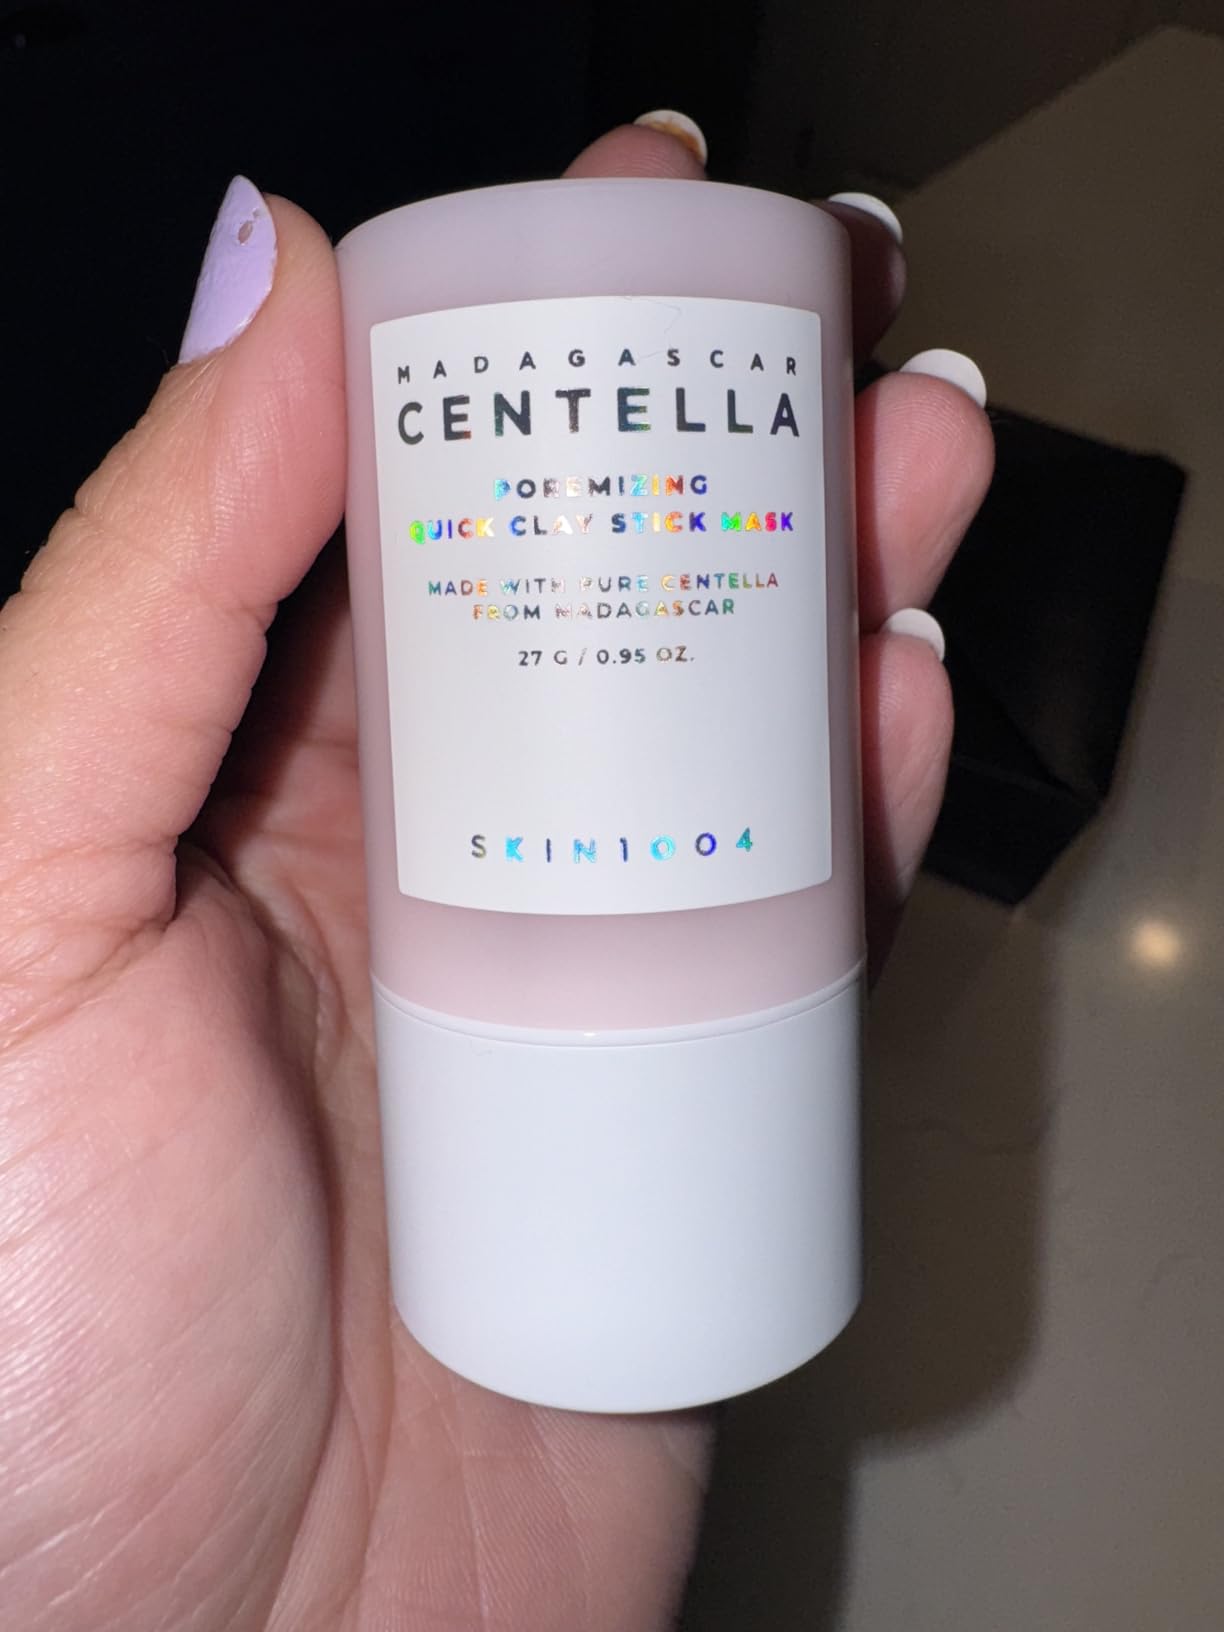 MADAGASCAR
CENTELLA
POREMIZING
QUICK CLAY STICK MASK
MADE WITH PURE CENTELLA
FROM MADAGASCAR
27 G / 0.95 OZ.
SKIN1004